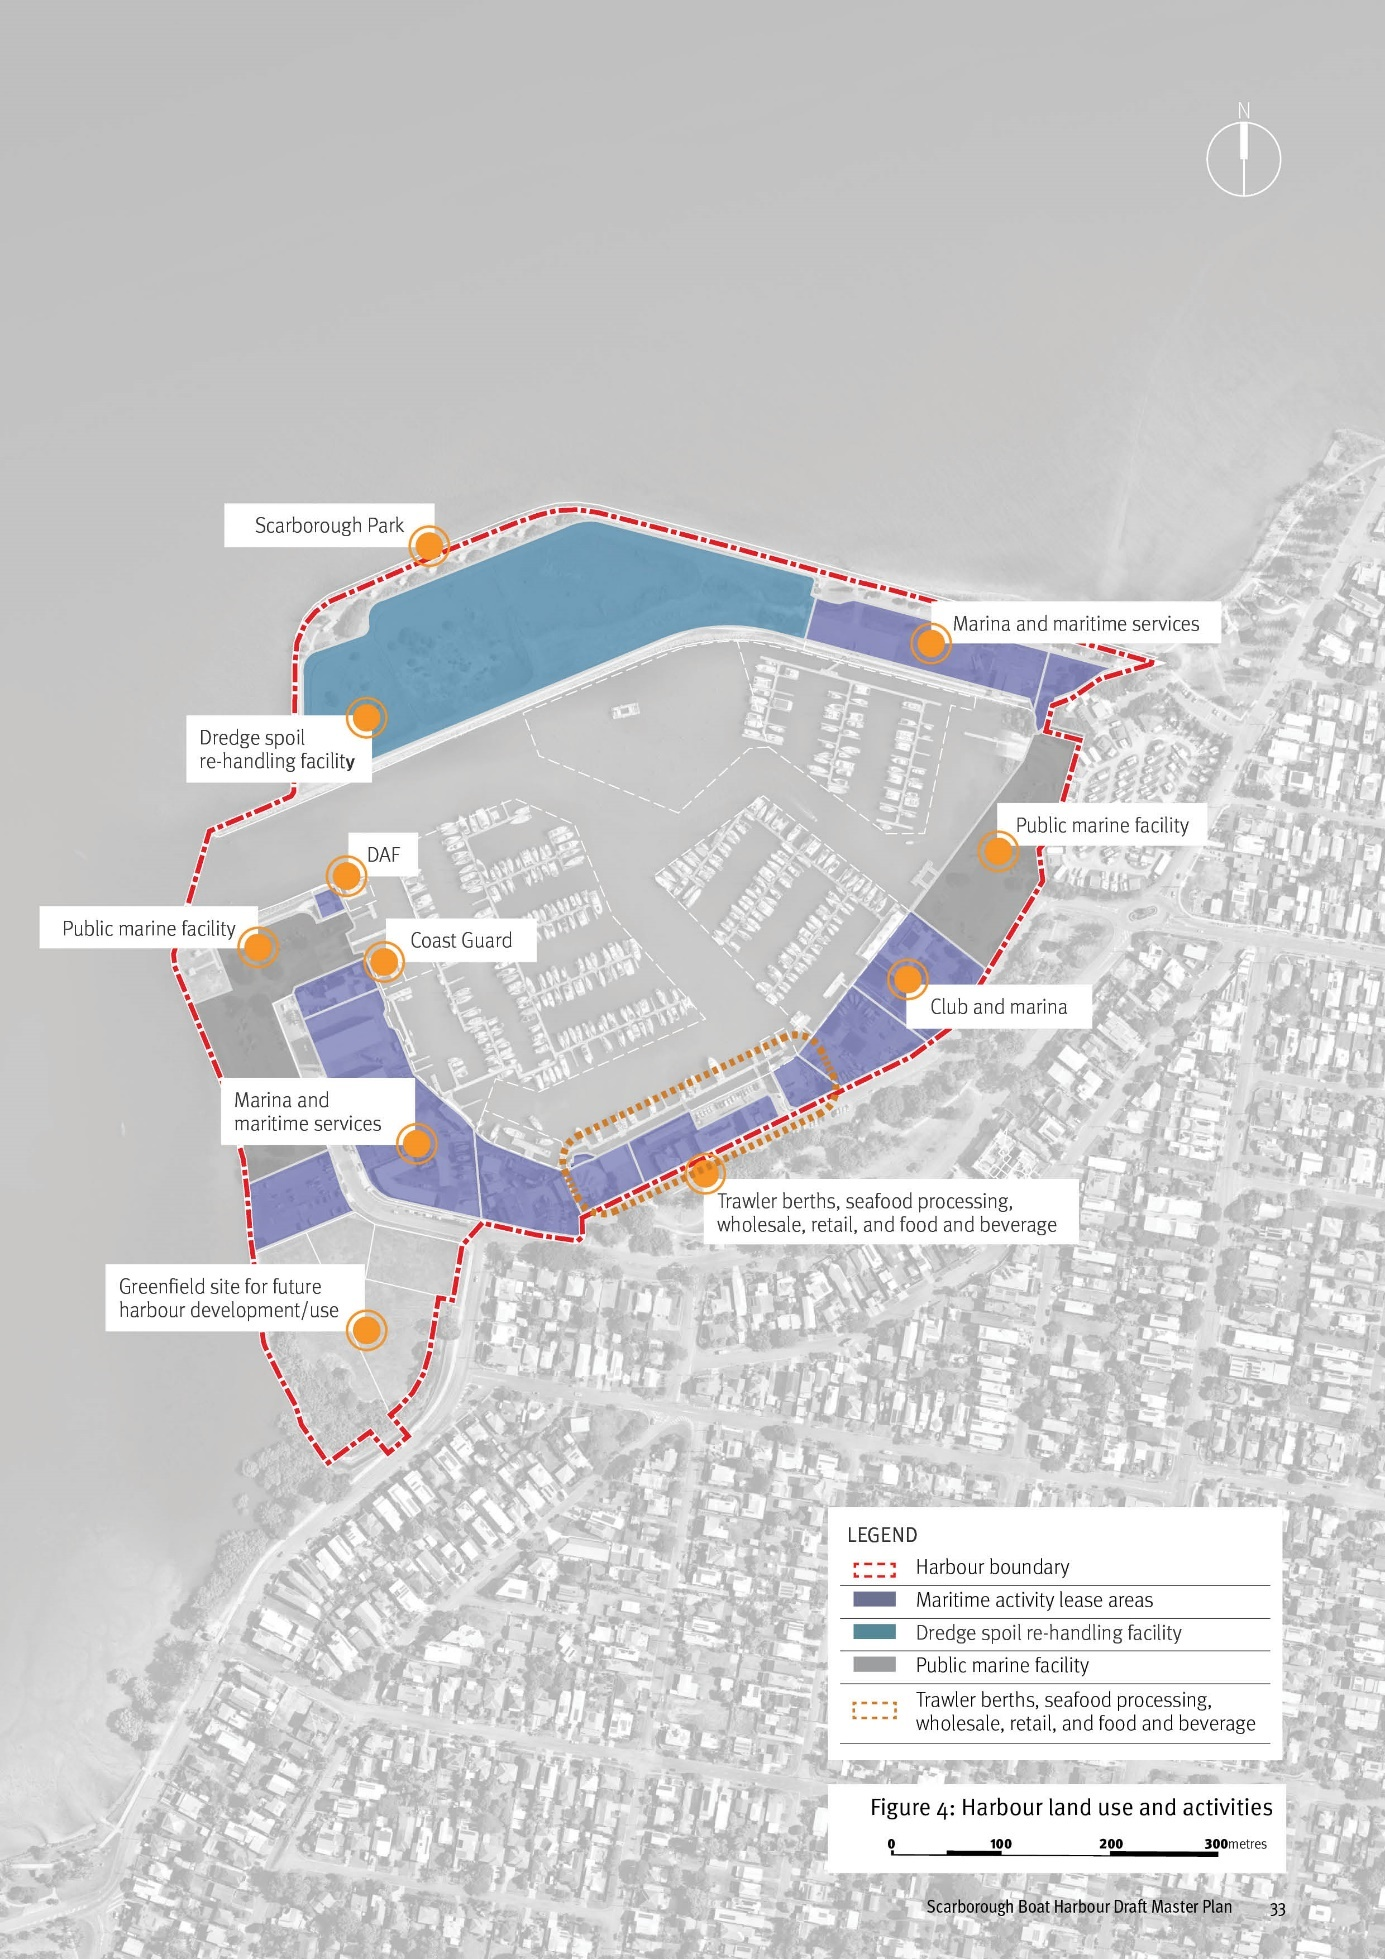 N
Scarborough Park
Marina and maritime services
Dredge spoil
re-handling facility
Public marine facility
DAF
Public marine facility
Coast Guard
Club and marina
Marina and
maritime services
Trawler berths, seafood processing,
wholesale, retail, and food and beverage
Greenfield site for future
harbour development/use
LEGEND
Harbour boundary
Maritime activity lease areas
Dredge spoil re-handling facility
Public marine facility
Trawler berths, seafood processing,
wholesale, retail, and food and beverage
Figure 4: Harbour land use and activities
0 100 200 300metres
Scarborough Boat Harbour Draft Master Plan 33